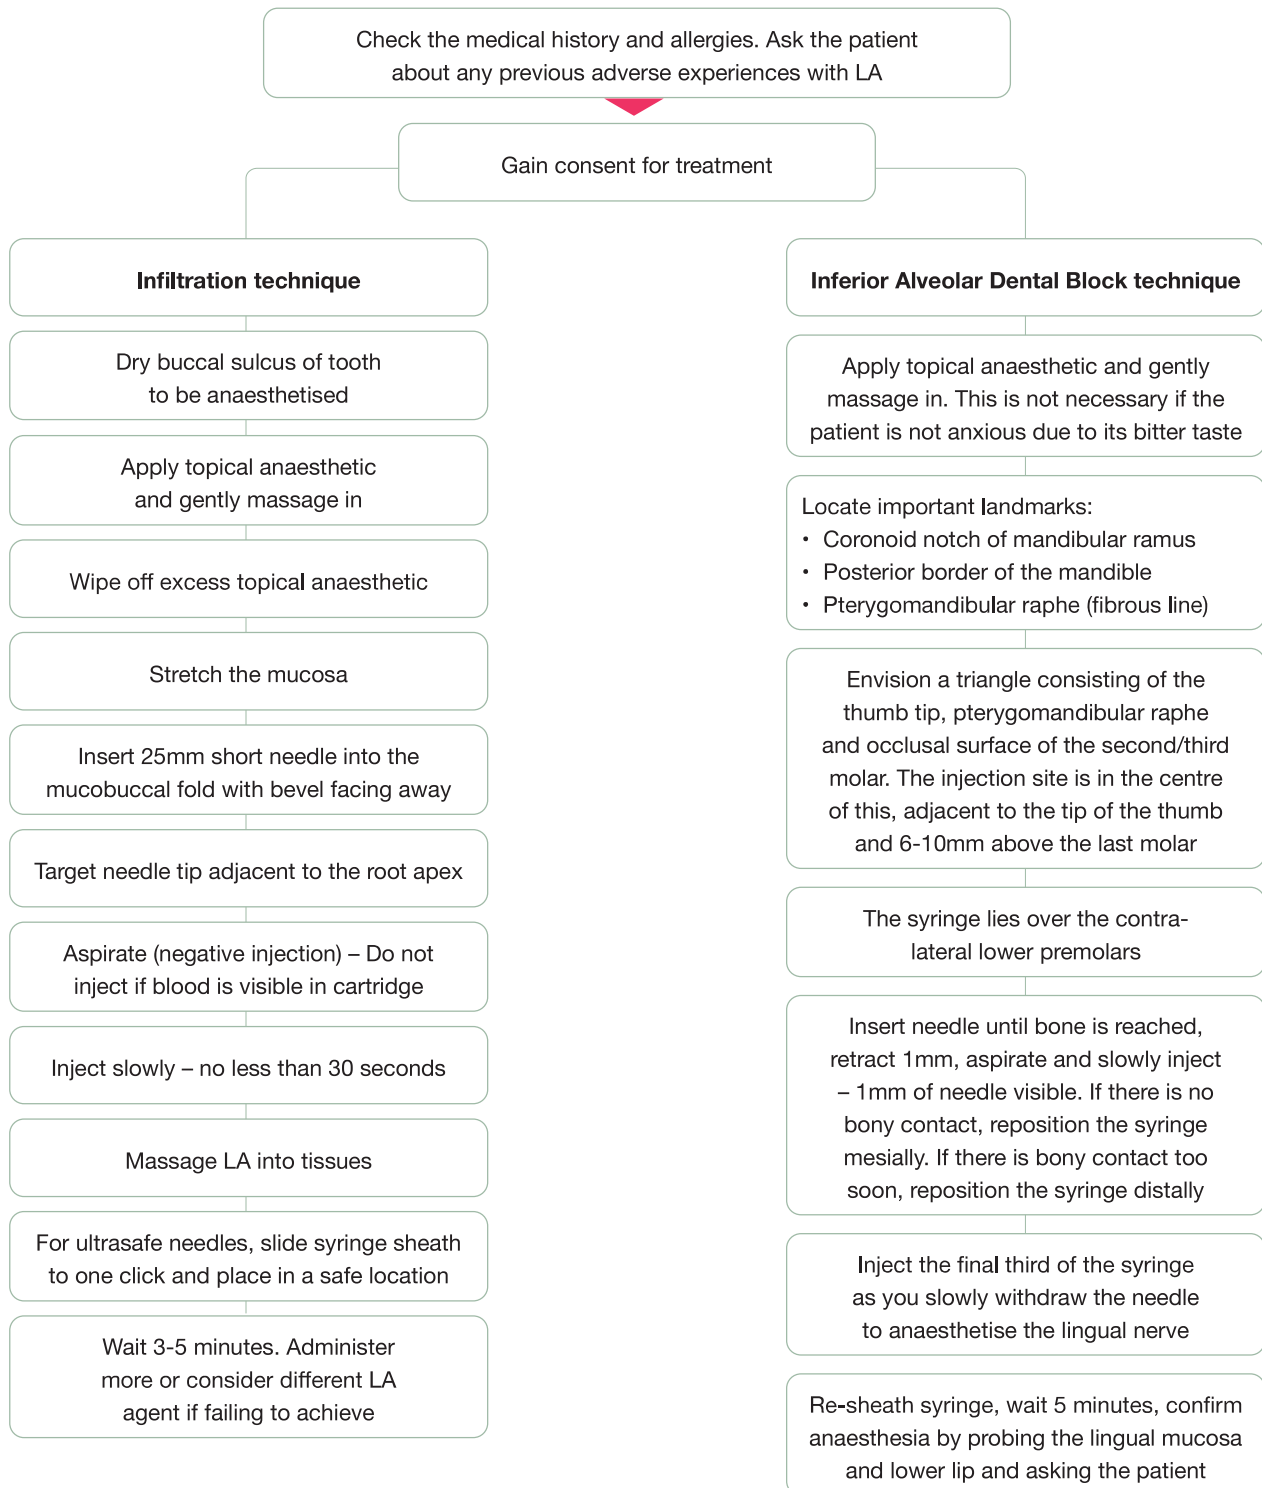 Check the medical history and allergies. Ask the patient
about any previous adverse experiences with LA
Gain consent for treatment
Infiltration technique
Dry buccal sulcus of tooth
to be anaesthetised
Apply topical anaesthetic
and gently massage in
Wipe off excess topical anaesthetic
Stretch the mucosa
Insert 25mm short needle into the
mucobuccal fold with bevel facing away
Target needle tip adjacent to the root apex
Aspirate (negative injection) – Do not
inject if blood is visible in cartridge
Inject slowly – no less than 30 seconds
Massage LA into tissues
For ultrasafe needles, slide syringe sheath
to one click and place in a safe location
Wait 3-5 minutes. Administer
more or consider different LA
agent if failing to achieve
Inferior Alveolar Dental Block technique
Apply topical anaesthetic and gently
massage in. This is not necessary if the
patient is not anxious due to its bitter taste
Locate important landmarks:
• Coronoid notch of mandibular ramus
• Posterior border of the mandible
• Pterygomandibular raphe (fibrous line)
Envision a triangle consisting of the
thumb tip, pterygomandibular raphe
and occlusal surface of the second/third
molar. The injection site is in the centre
of this, adjacent to the tip of the thumb
and 6-10mm above the last molar
The syringe lies over the contra-
lateral lower premolars
Insert needle until bone is reached,
retract 1mm, aspirate and slowly inject
– 1mm of needle visible. If there is no
bony contact, reposition the syringe
mesially. If there is bony contact too
soon, reposition the syringe distally
Inject the final third of the syringe
as you slowly withdraw the needle
to anaesthetise the lingual nerve
Re-sheath syringe, wait 5 minutes, confirm
anaesthesia by probing the lingual mucosa
and lower lip and asking the patient